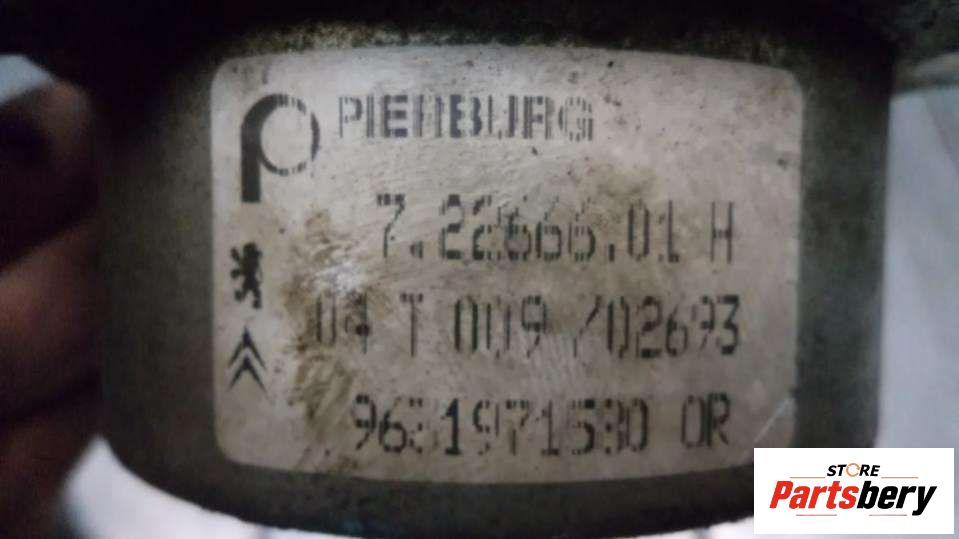 PIERBURG
7.22666.01 H
04 T 009 /02693
9631971580 OR
STORE
Partsbery